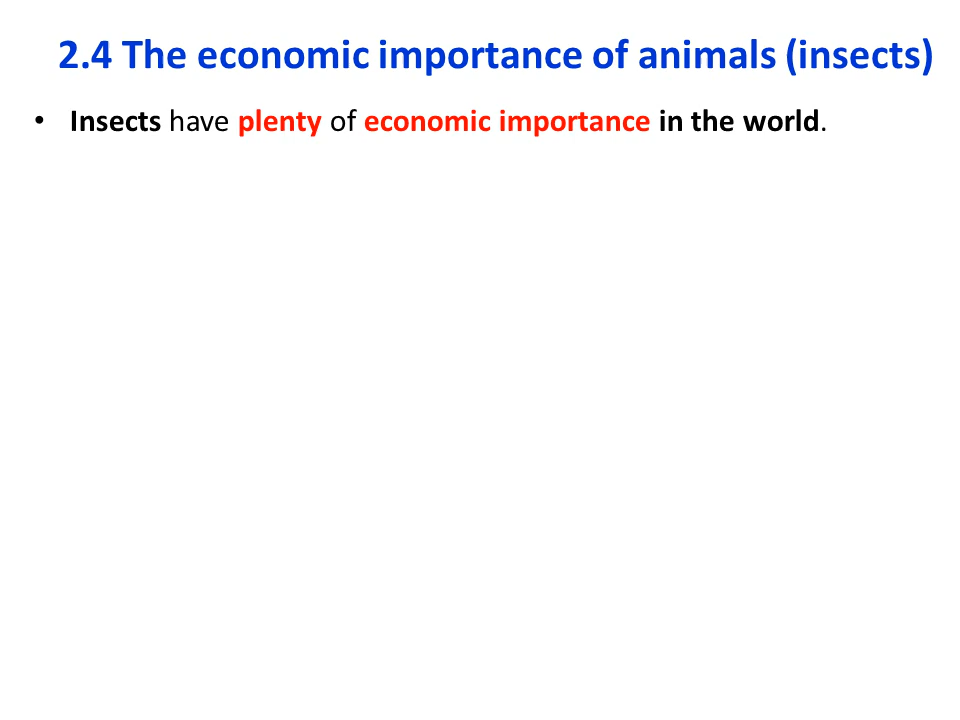 2.4 The economic importance of animals (insects)
• Insects have plenty of economic importance in the world.